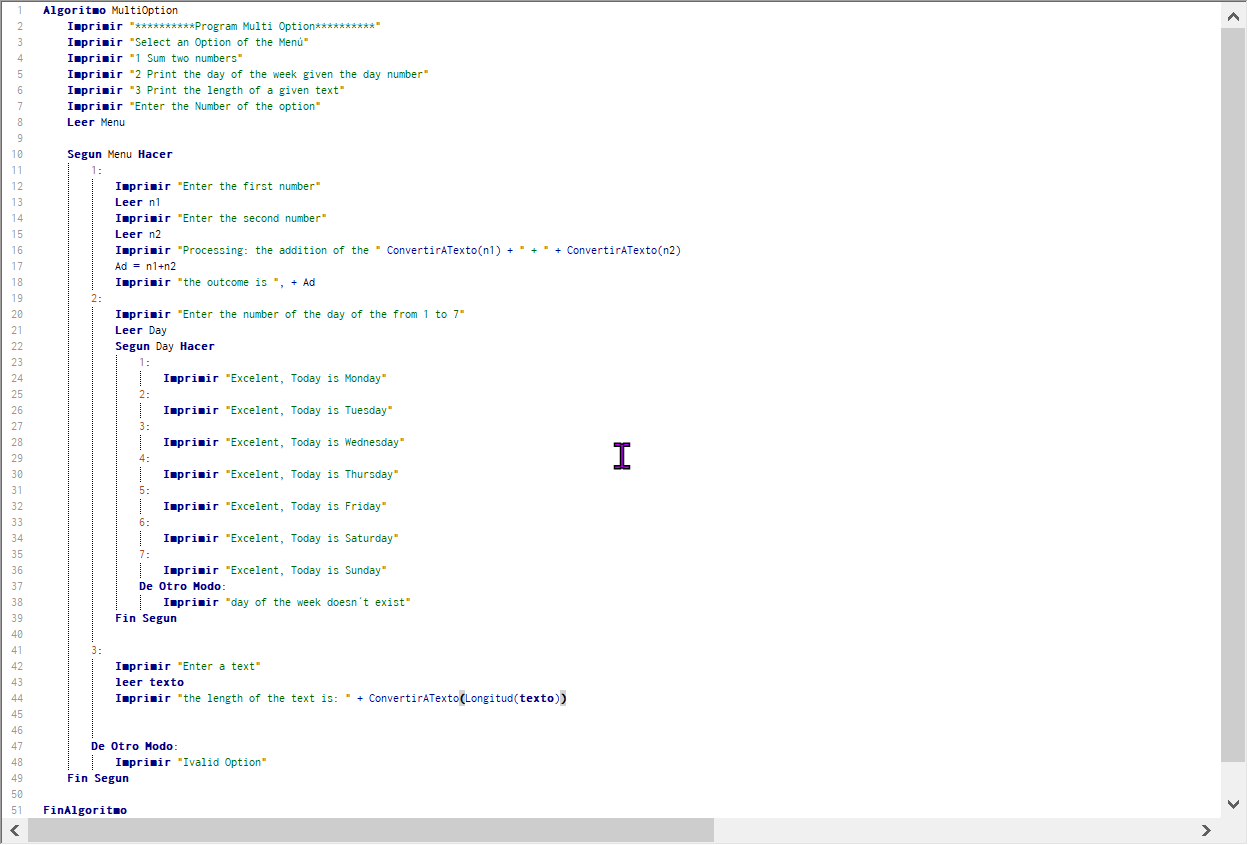 1 Algoritmo MultiOption
2 Imprimir "**********Program Multi Option**********"
3 Imprimir "Select an Option of the Menú"
4 Imprimir "1 Sum two numbers"
5 Imprimir "2 Print the day of the week given the day number"
6 Imprimir "3 Print the length of a given text"
7 Imprimir "Enter the Number of the option"
8 Leer Menu
9
10 Segun Menu Hacer
11 1:
12 Imprimir "Enter the first number"
13 Leer n1
14 Imprimir "Enter the second number"
15 Leer n2
16 Imprimir "Processing: the addition of the " ConvertirATexto(n1) + " + " + ConvertirATexto(n2)
17 Ad = n1+n2
18 Imprimir "the outcome is ", + Ad
19 2:
20 Imprimir "Enter the number of the day of the from 1 to 7"
21 Leer Day
22 Segun Day Hacer
23 1:
24 Imprimir "Excelent, Today is Monday"
25 2:
26 Imprimir "Excelent, Today is Tuesday"
27 3:
28 Imprimir "Excelent, Today is Wednesday"
29 4:
30 Imprimir "Excelent, Today is Thursday"
31 5:
32 Imprimir "Excelent, Today is Friday"
33 6:
34 Imprimir "Excelent, Today is Saturday"
35 7:
36 Imprimir "Excelent, Today is Sunday"
37 De Otro Modo:
38 Imprimir "day of the week doesn´t exist"
39 Fin Segun
40
41 3:
42 Imprimir "Enter a text"
43 leer texto
44 Imprimir "the length of the text is: " + ConvertirATexto(Longitud(texto))
45
46
47 De Otro Modo:
48 Imprimir "Ivalid Option"
49 Fin Segun
50
51 FinAlgoritmo